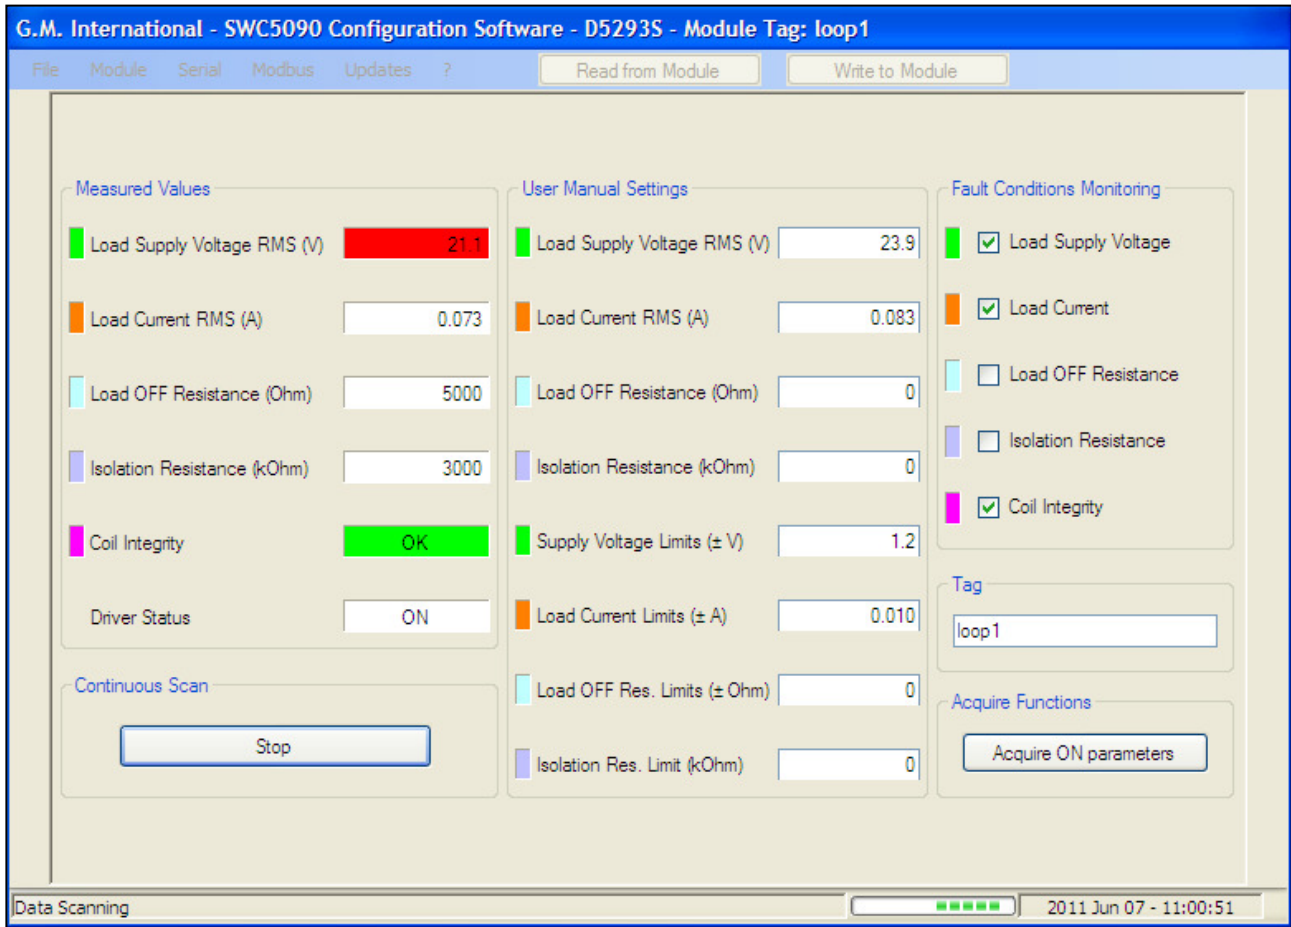 G.M. International - SWC5090 Configuration Software - D5293S - Module Tag: loop1
File Module Serial Modbus Updates ? Read from Module Write to Module
Measured Values
Load Supply Voltage RMS (V) 21.1
Load Current RMS (A) 0.073
Load OFF Resistance (Ohm) 5000
Isolation Resistance (kOhm) 3000
Coil Integrity OK
Driver Status ON
Continuous Scan
Stop
User Manual Settings
Load Supply Voltage RMS (V) 23.9
Load Current RMS (A) 0.083
Load OFF Resistance (Ohm) 0
Isolation Resistance (kOhm) 0
Supply Voltage Limits (± V) 1.2
Load Current Limits (± A) 0.010
Load OFF Res. Limits (± Ohm) 0
Isolation Res. Limit (kOhm) 0
Fault Conditions Monitoring
Load Supply Voltage
Load Current
Load OFF Resistance
Isolation Resistance
Coil Integrity
Tag
loop1
Acquire Functions
Acquire ON parameters
Data Scanning 2011 Jun 07 - 11:00:51